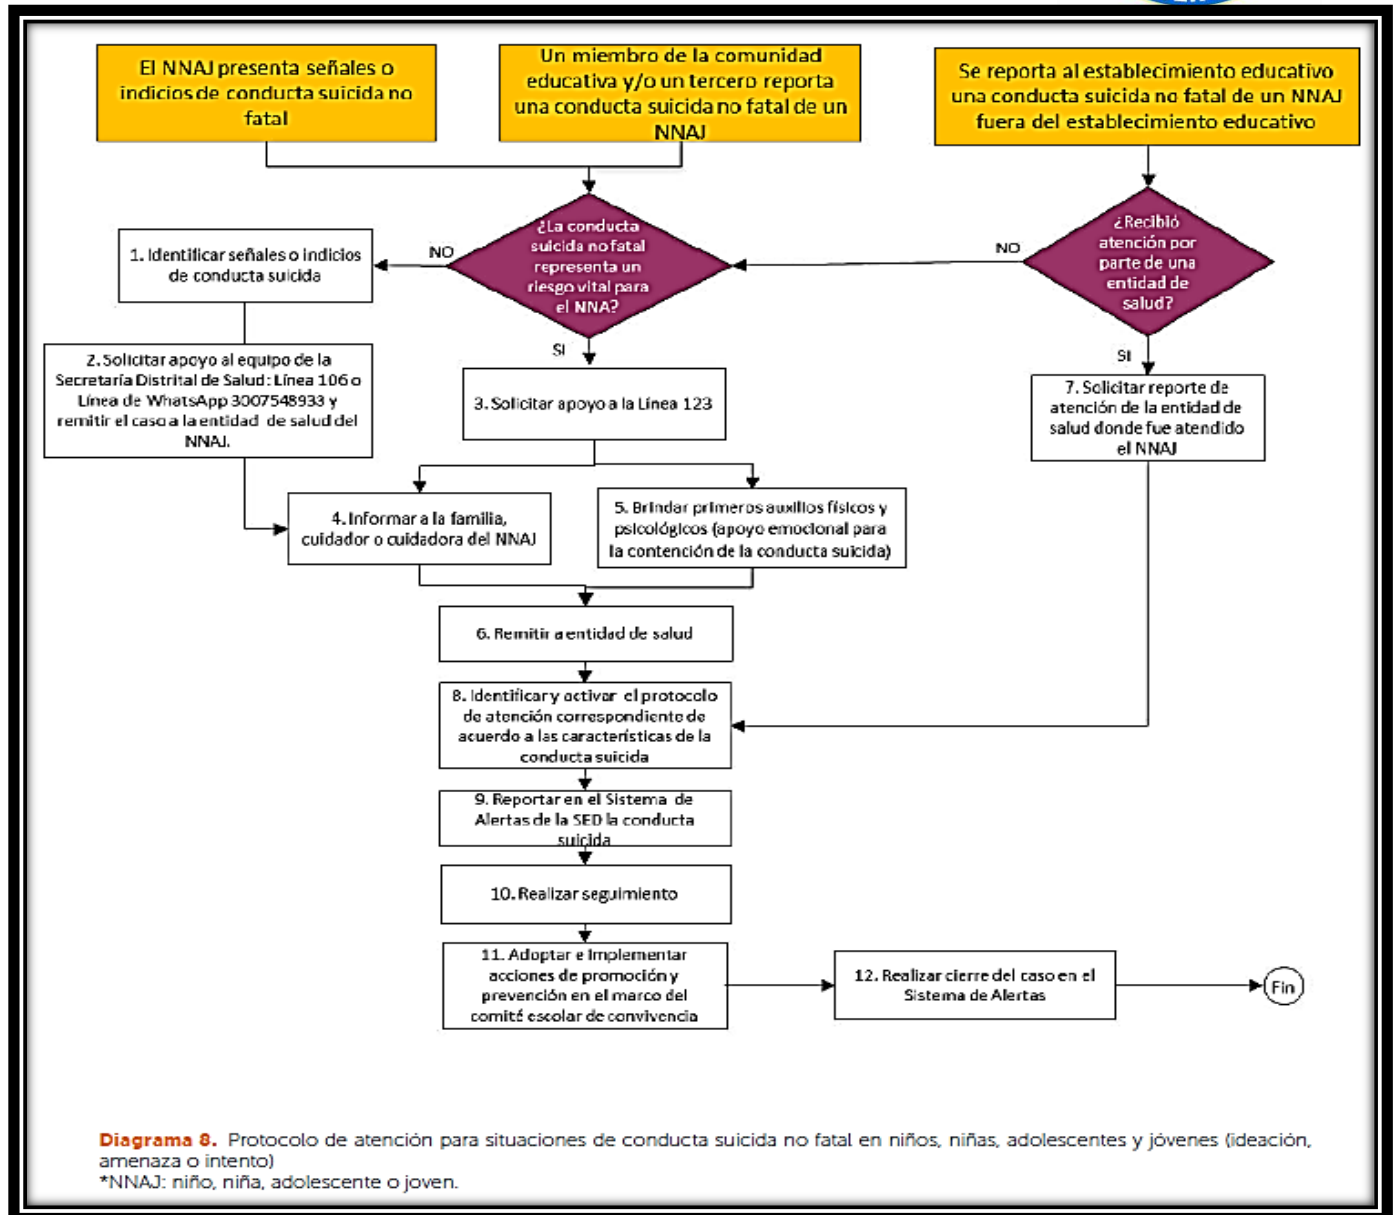 El NNAJ presenta señales o
indicios de conducta suicida no
fatal
Un miembro de la comunidad
educativa y/o un tercero reporta
una conducta suicida no fatal de un
NNAJ
Se reporta al establecimiento educativo
una conducta suicida no fatal de un NNAJ
fuera del establecimiento educativo
¿La conducta
suicida no fatal
representa un
riesgo vital para
el NNA?
¿Recibió
atención por
parte de una
entidad de
salud?
NO
NO
1. Identificar señales o indicios
de conducta suicida
SI
SI
2. Solicitar apoyo al equipo de la
Secretaría Distrital de Salud: Línea 106 o
Línea de WhatsApp 3007548933 y
remitir el caso a la entidad de salud del
NNAJ.
3. Solicitar apoyo a la Línea 123
7. Solicitar reporte de
atención de la entidad de
salud donde fue atendido
el NNAJ
4. Informar a la familia,
cuidador o cuidadora del NNAJ
5. Brindar primeros auxilios físicos y
psicológicos (apoyo emocional para
la contención de la conducta suicida)
6. Remitir a entidad de salud
8. Identificar y activar el protocolo
de atención correspondiente de
acuerdo a las características de la
conducta suicida
9. Reportar en el Sistema de
Alertas de la SED la conducta
suicida
10. Realizar seguimiento
11. Adoptar e Implementar
acciones de promoción y
prevención en el marco del
comité escolar de convivencia
12. Realizar cierre del caso en el
Sistema de Alertas
Fin
Diagrama 8. Protocolo de atención para situaciones de conducta suicida no fatal en niños, niñas, adolescentes y jóvenes (ideación,
amenaza o intento)
*NNAJ: niño, niña, adolescente o joven.